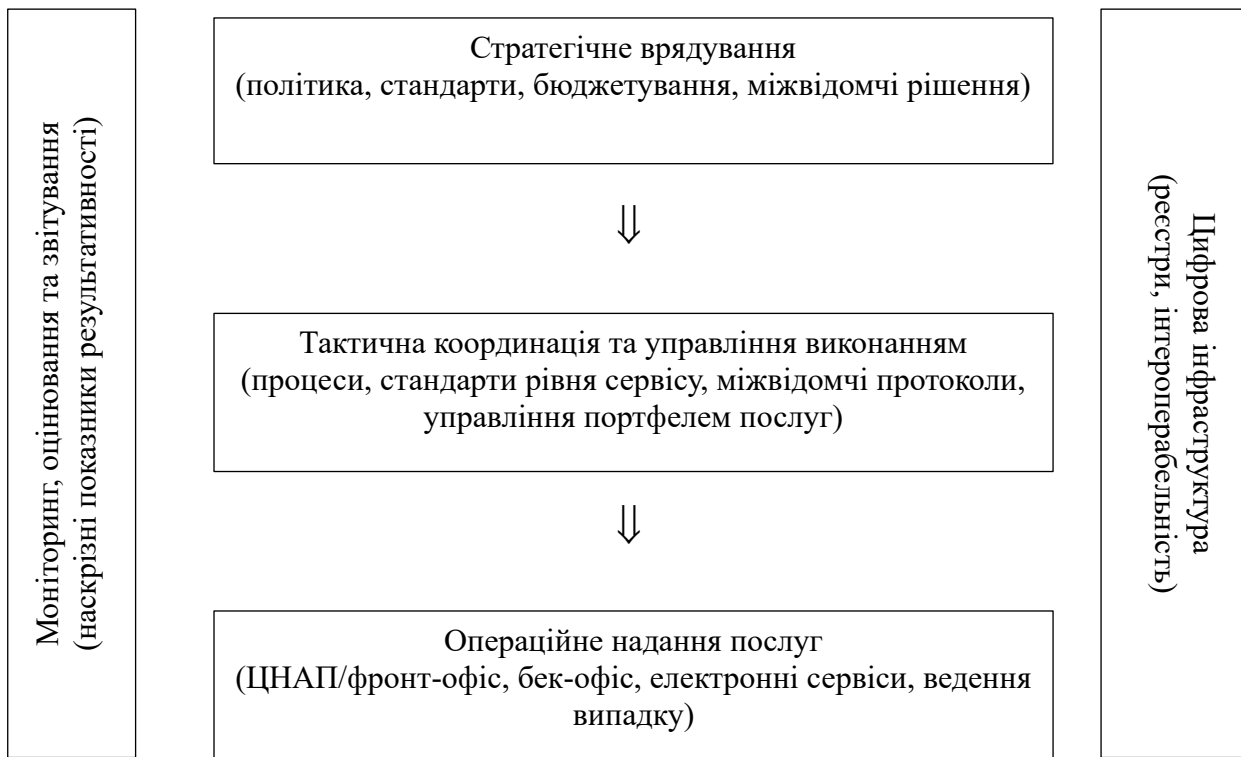 Моніторинг, оцінювання та звітування
(наскрізні показники результативності)
Стратегічне врядування
(політика, стандарти, бюджетування, міжвідомчі рішення)
⇓
Тактична координація та управління виконанням
(процеси, стандарти рівня сервісу, міжвідомчі протоколи,
управління портфелем послуг)
⇓
Операційне надання послуг
(ЦНАП/фронт-офіс, бек-офіс, електронні сервіси, ведення
випадку)
Цифрова інфраструктура
(реєстри, інтероперабельність)